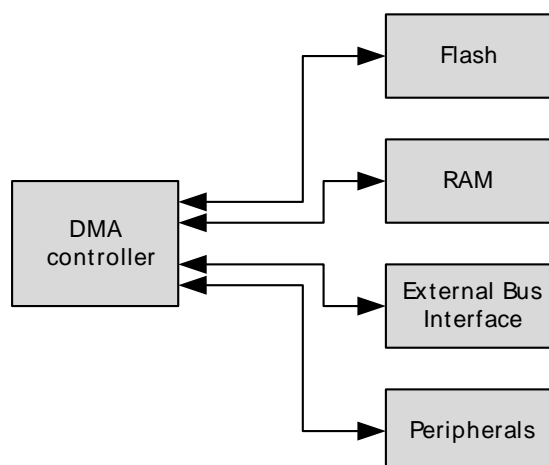 Flash
RAM
DMA
controller
External Bus
Interface
Peripherals